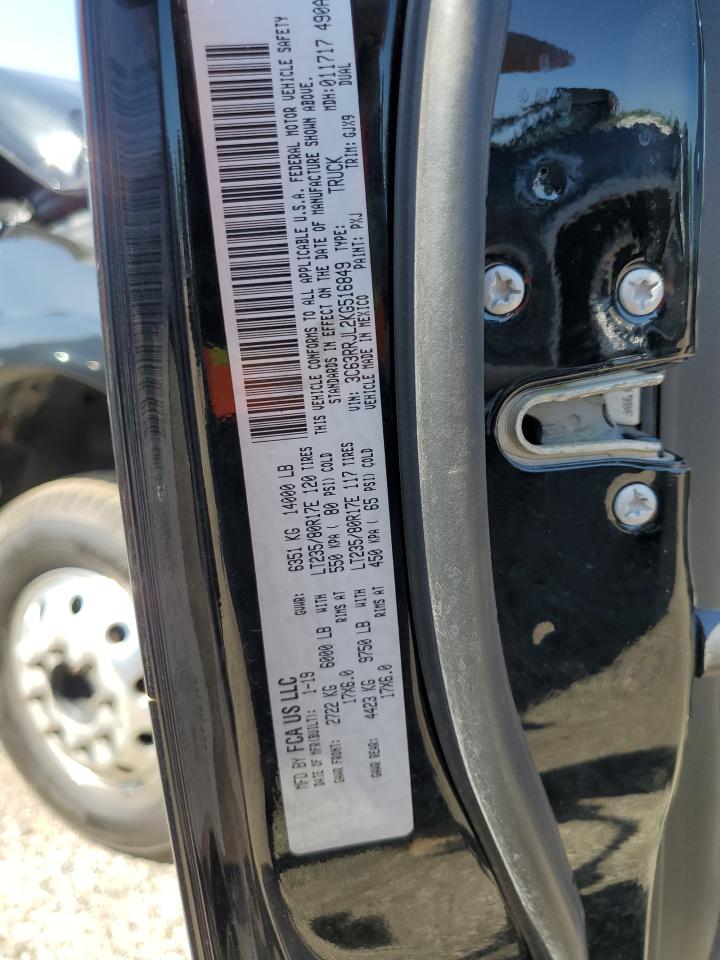 MFD BY FCA US LLC
DATE OF MFR(BUILT): 1-19 GVWR: 6351 KG 14000 LB
GAWR FRONT: 2722 KG 6000 LB WITH LT235/80R17E 120 TIRES
17X6.0 RIMS AT 550 KPA ( 80 PSI) COLD
GAWR REAR: 4423 KG 9750 LB WITH LT235/80R17E 117 TIRES
17X6.0 RIMS AT 450 KPA ( 65 PSI) COLD
THIS VEHICLE CONFORMS TO ALL APPLICABLE U.S.A. FEDERAL MOTOR VEHICLE SAFETY
STANDARDS IN EFFECT ON THE DATE OF MANUFACTURE SHOWN ABOVE.
MDH:011717 490A
VIN: 3C63RRJL2KG516849 TYPE: TRUCK DUAL
PAINT: PXJ TRIM: GJX9
VEHICLE MADE IN MEXICO